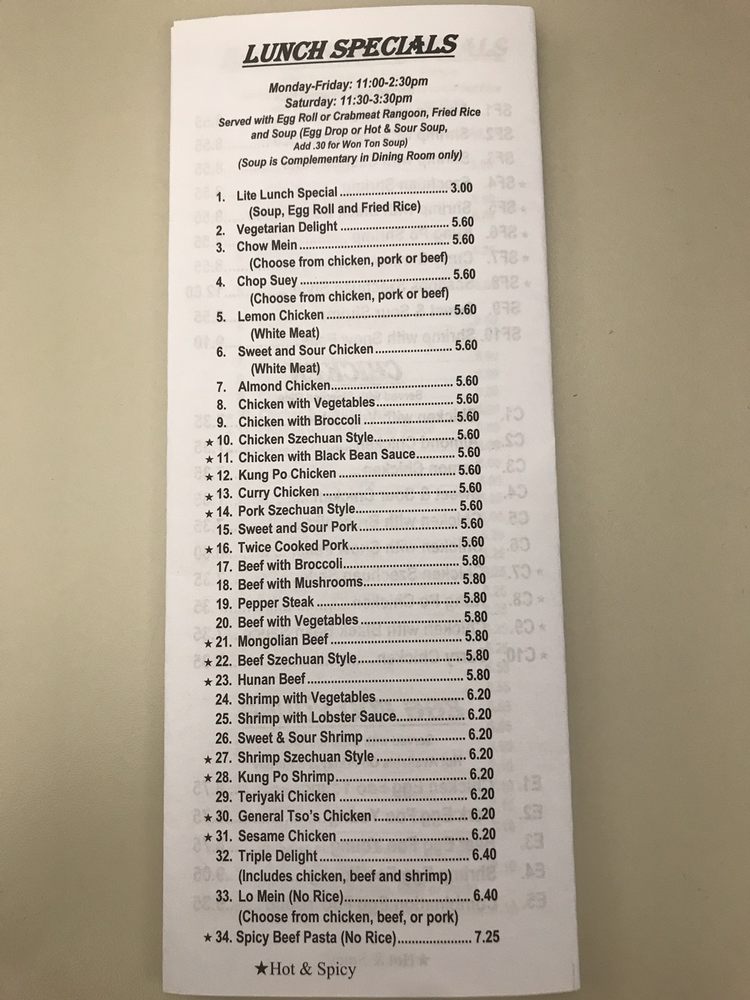 LUNCH SPECIALS
Monday-Friday: 11:00-2:30pm
Saturday: 11:30-3:30pm
Served with Egg Roll or Crabmeat Rangoon, Fried Rice
and Soup (Egg Drop or Hot & Sour Soup,
Add .30 for Won Ton Soup)
(Soup is Complementary in Dining Room only)
1. Lite Lunch Special ........ 3.00
(Soup, Egg Roll and Fried Rice)
2. Vegetarian Delight ........ 5.60
3. Chow Mein ........ 5.60
(Choose from chicken, pork or beef)
4. Chop Suey ........ 5.60
(Choose from chicken, pork or beef)
5. Lemon Chicken ........ 5.60
(White Meat)
6. Sweet and Sour Chicken ........ 5.60
(White Meat)
7. Almond Chicken ........ 5.60
8. Chicken with Vegetables ........ 5.60
9. Chicken with Broccoli ........ 5.60
★ 10. Chicken Szechuan Style ........ 5.60
★ 11. Chicken with Black Bean Sauce ........ 5.60
★ 12. Kung Po Chicken ........ 5.60
★ 13. Curry Chicken ........ 5.60
★ 14. Pork Szechuan Style ........ 5.60
15. Sweet and Sour Pork ........ 5.60
★ 16. Twice Cooked Pork ........ 5.60
17. Beef with Broccoli ........ 5.80
18. Beef with Mushrooms ........ 5.80
19. Pepper Steak ........ 5.80
20. Beef with Vegetables ........ 5.80
★ 21. Mongolian Beef ........ 5.80
★ 22. Beef Szechuan Style ........ 5.80
★ 23. Hunan Beef ........ 5.80
24. Shrimp with Vegetables ........ 6.20
25. Shrimp with Lobster Sauce ........ 6.20
26. Sweet & Sour Shrimp ........ 6.20
★ 27. Shrimp Szechuan Style ........ 6.20
★ 28. Kung Po Shrimp ........ 6.20
29. Teriyaki Chicken ........ 6.20
★ 30. General Tso's Chicken ........ 6.20
★ 31. Sesame Chicken ........ 6.20
32. Triple Delight ........ 6.40
(Includes chicken, beef and shrimp)
33. Lo Mein (No Rice) ........ 6.40
(Choose from chicken, beef, or pork)
★ 34. Spicy Beef Pasta (No Rice) ........ 7.25
★Hot & Spicy